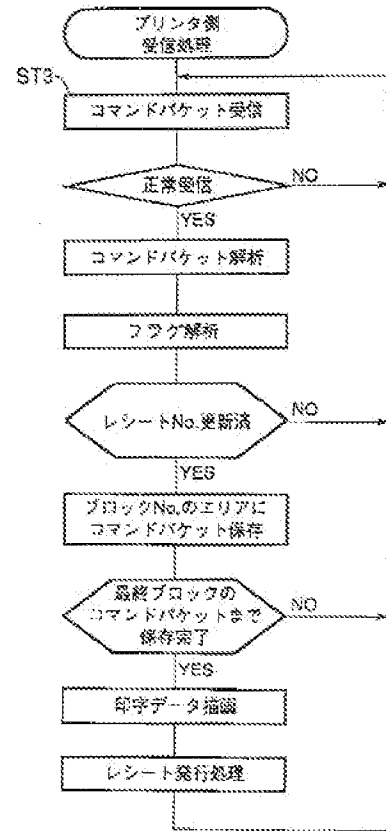 プリンタ側
受信処理
ST3
コマンドパケット受信
正常受信
NO
YES
コマンドパケット解析
フラグ解析
レシートNo.更新済
NO
YES
ブロックNo.のエリアに
コマンドパケット保存
最終ブロックの
コマンドパケットまで
保存完了
NO
YES
印字データ描画
レシート発行処理